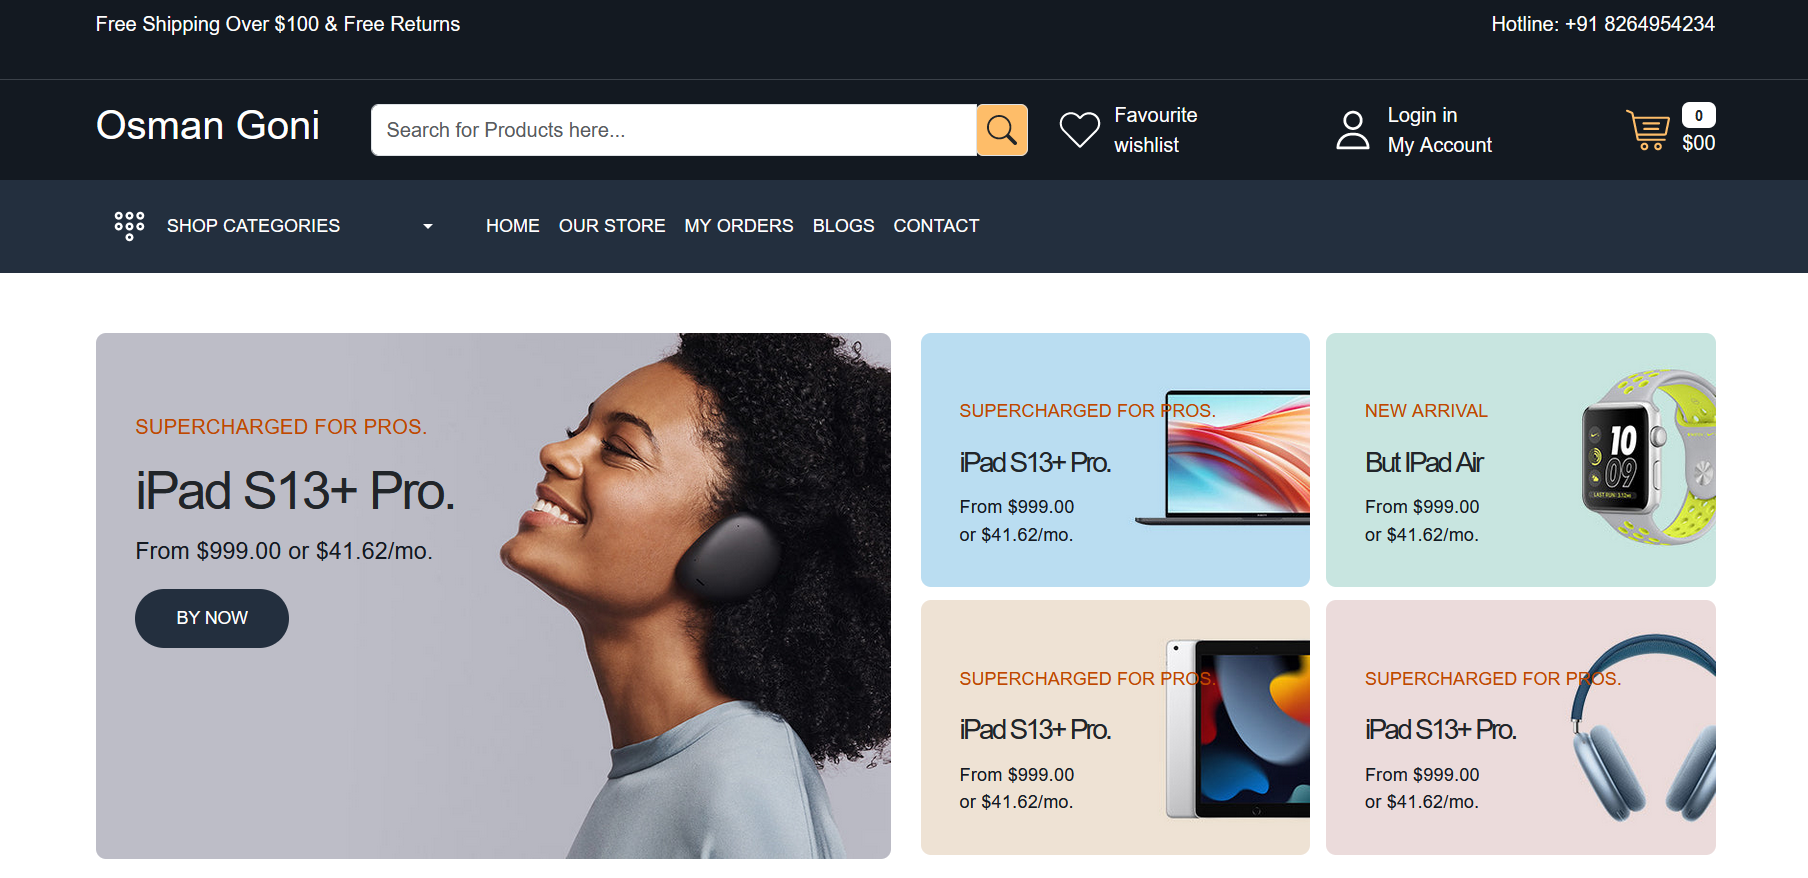 Free Shipping Over $100 & Free Returns
Hotline: +91 8264954234
Osman Goni
Search for Products here...
Favourite
wishlist
Login in
My Account
0
$00
SHOP CATEGORIES
HOME
OUR STORE
MY ORDERS
BLOGS
CONTACT
SUPERCHARGED FOR PROS.
iPad S13+ Pro.
From $999.00 or $41.62/mo.
BY NOW
SUPERCHARGED FOR PROS.
iPad S13+ Pro.
From $999.00
or $41.62/mo.
NEW ARRIVAL
But IPad Air
From $999.00
or $41.62/mo.
10
09
LAST RUN: 3.12mi
SUPERCHARGED FOR PROS.
iPad S13+ Pro.
From $999.00
or $41.62/mo.
SUPERCHARGED FOR PROS.
iPad S13+ Pro.
From $999.00
or $41.62/mo.